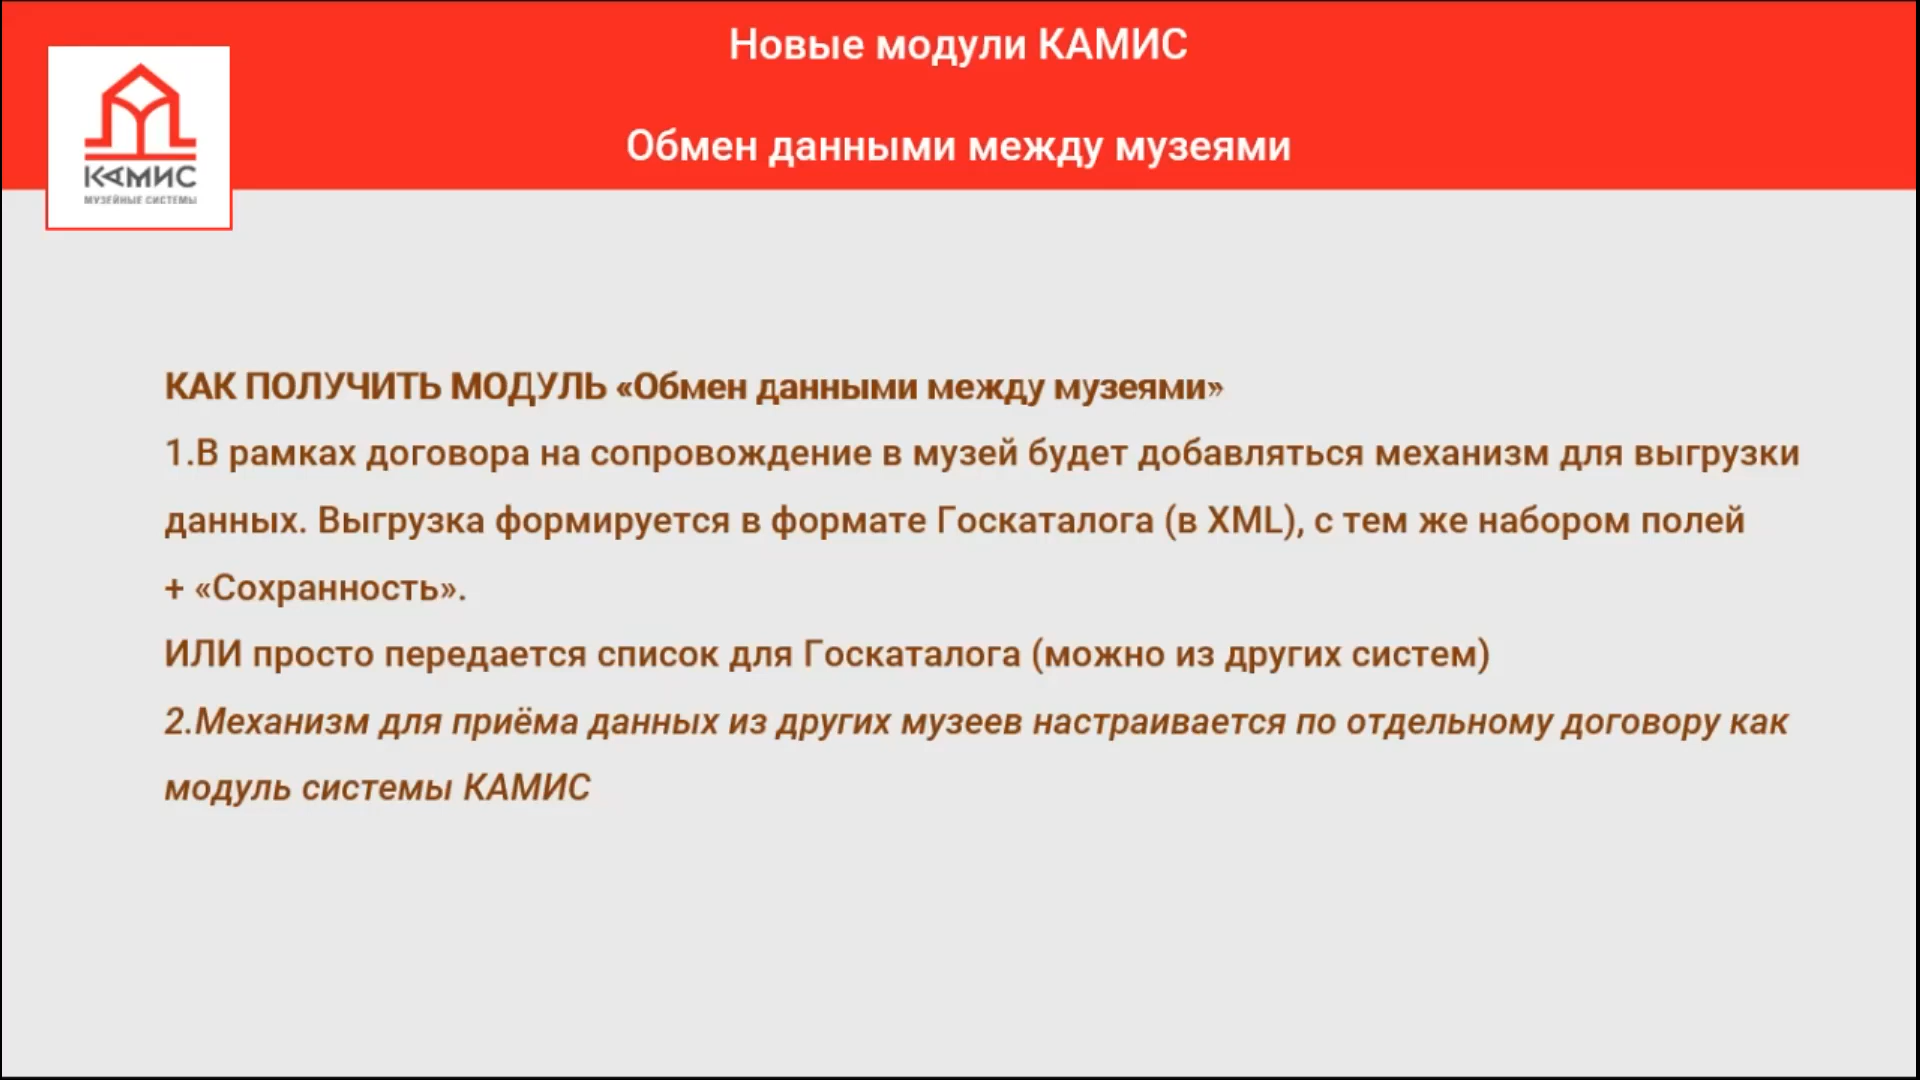 Новые модули КАМИС
Обмен данными между музеями
КАМИС
МУЗЕЙНЫЕ СИСТЕМЫ
КАК ПОЛУЧИТЬ МОДУЛЬ «Обмен данными между музеями»
1.В рамках договора на сопровождение в музей будет добавляться механизм для выгрузки
данных. Выгрузка формируется в формате Госкаталога (в XML), с тем же набором полей
+ «Сохранность».
ИЛИ просто передается список для Госкаталога (можно из других систем)
2.Механизм для приёма данных из других музеев настраивается по отдельному договору как
модуль системы КАМИС